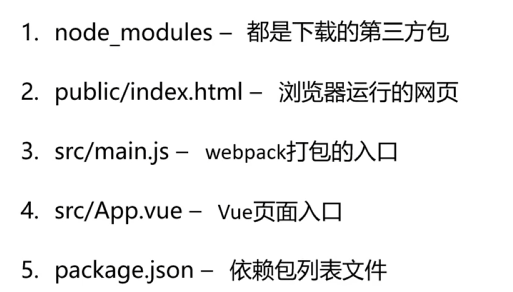 1. node_modules – 都是下载的第三方包
2. public/index.html – 浏览器运行的网页
3. src/main.js – webpack打包的入口
4. src/App.vue – Vue页面入口
5. package.json – 依赖包列表文件